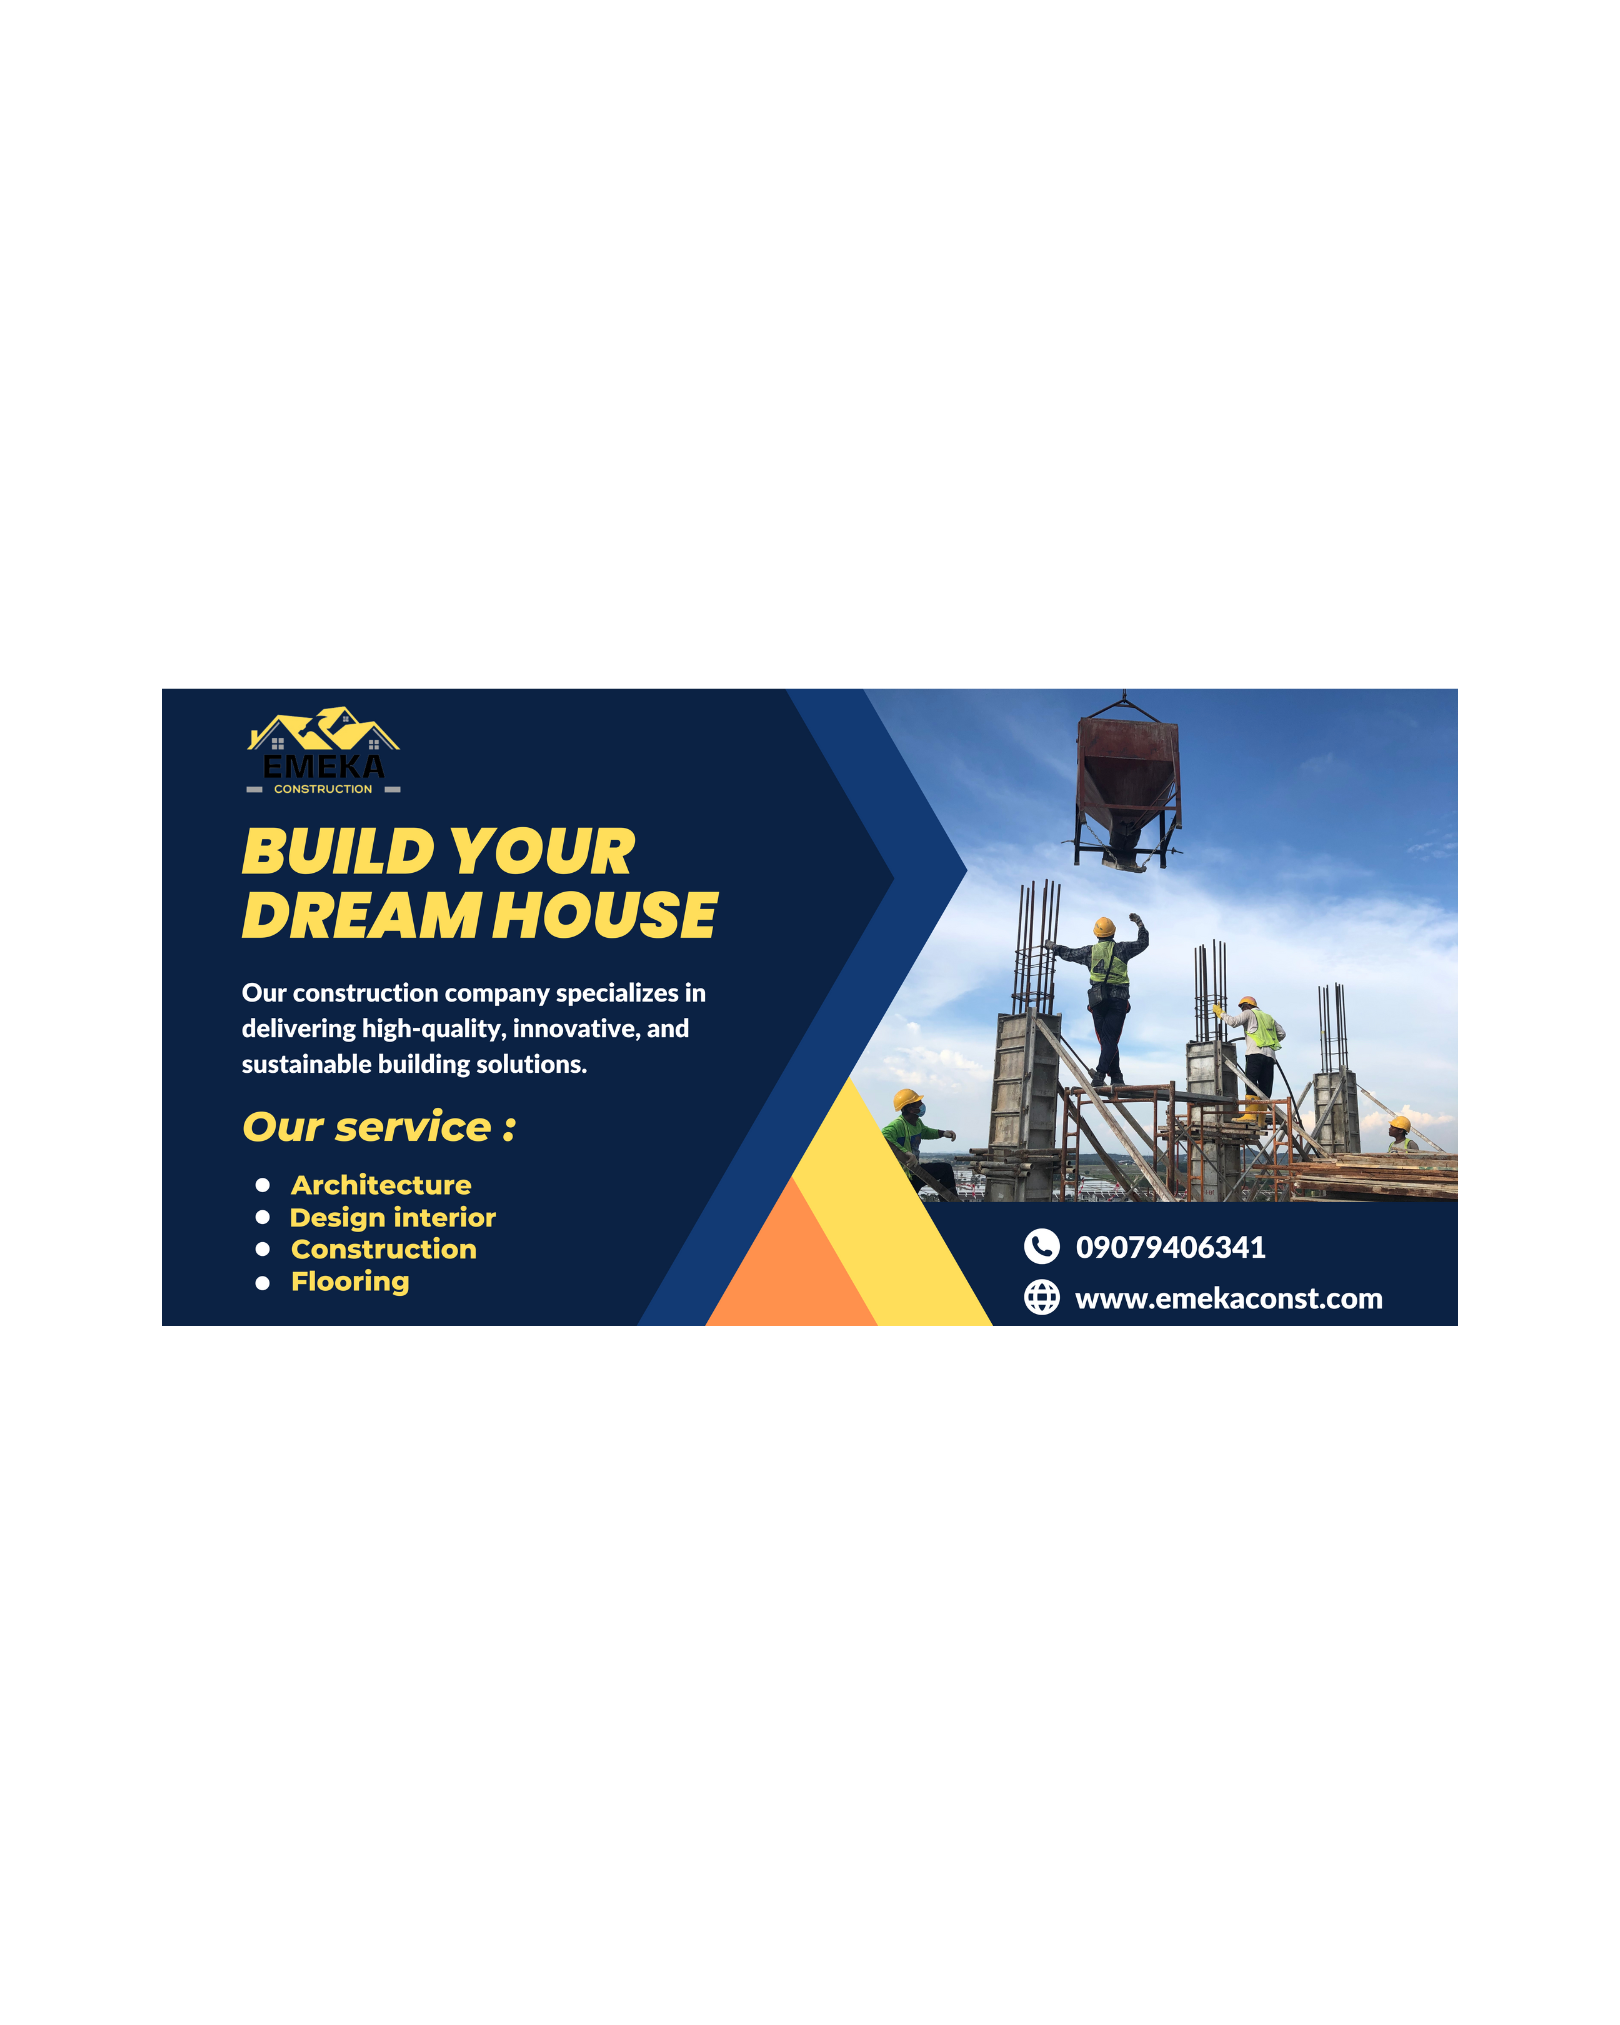 EMEKA
CONSTRUCTION
BUILD YOUR
DREAM HOUSE
Our construction company specializes in
delivering high-quality, innovative, and
sustainable building solutions.
Our service :
Architecture
Design interior
Construction
Flooring
09079406341
www.emekaconst.com